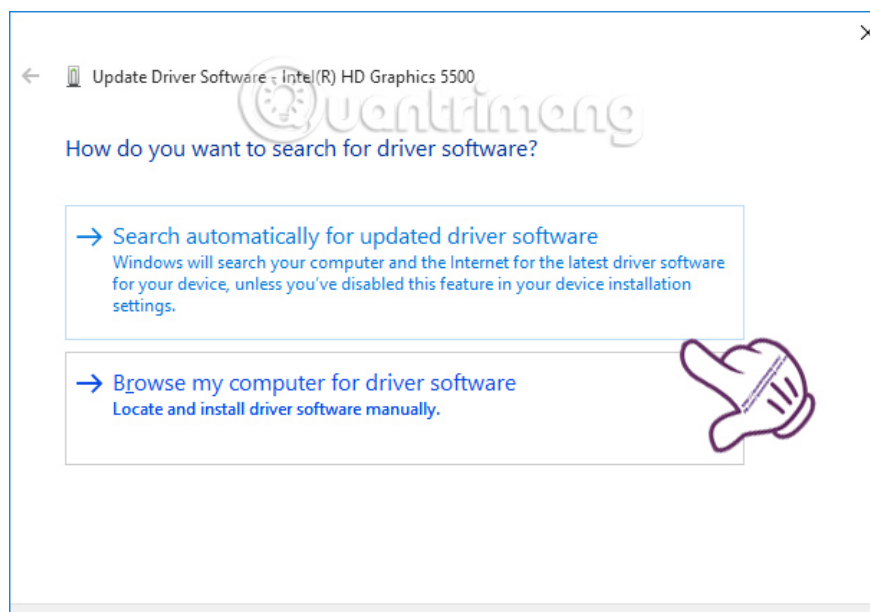 Update Driver Software - Intel(R) HD Graphics 5500
Quantrimang
How do you want to search for driver software?
Search automatically for updated driver software
Windows will search your computer and the Internet for the latest driver software
for your device, unless you've disabled this feature in your device installation
settings.
Browse my computer for driver software
Locate and install driver software manually.